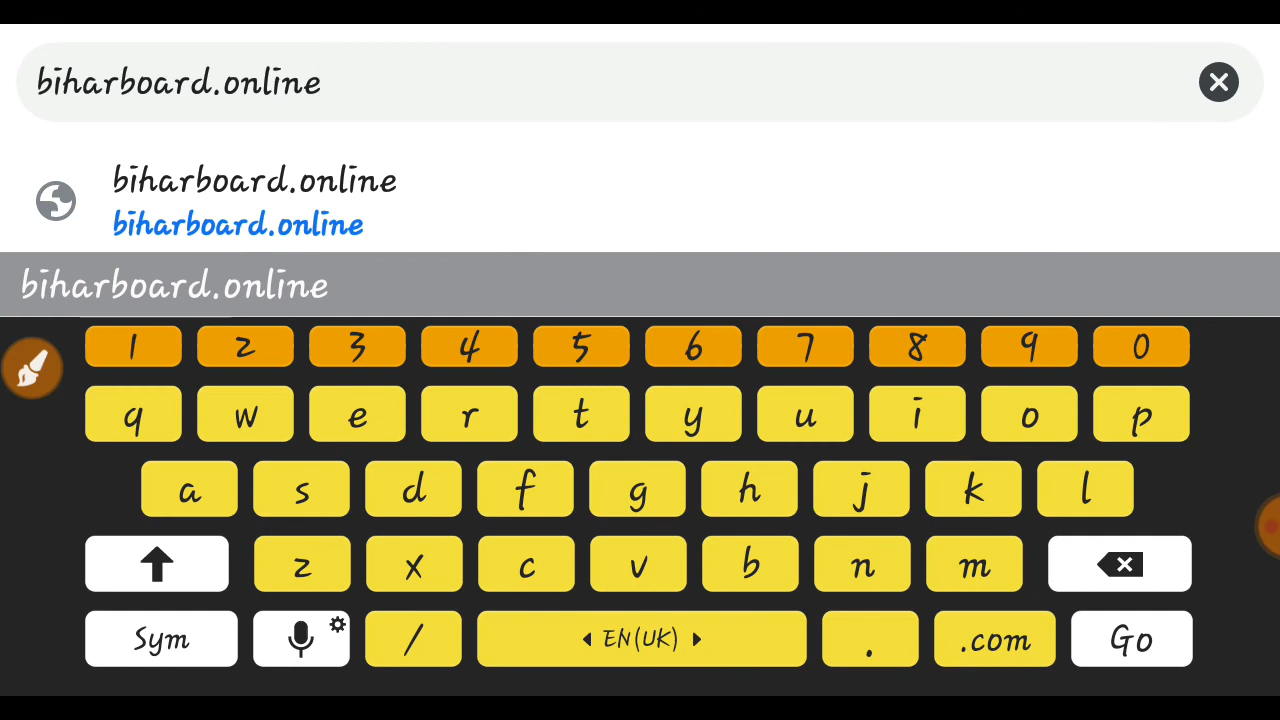 biharboard.online
biharboard.online
biharboard.online
biharboard.online
1 2 3 4 5 6 7 8 9 0
q w e r t y u i o p
a s d f g h j k l
z x c v b n m
Sym / EN(UK) . .com Go